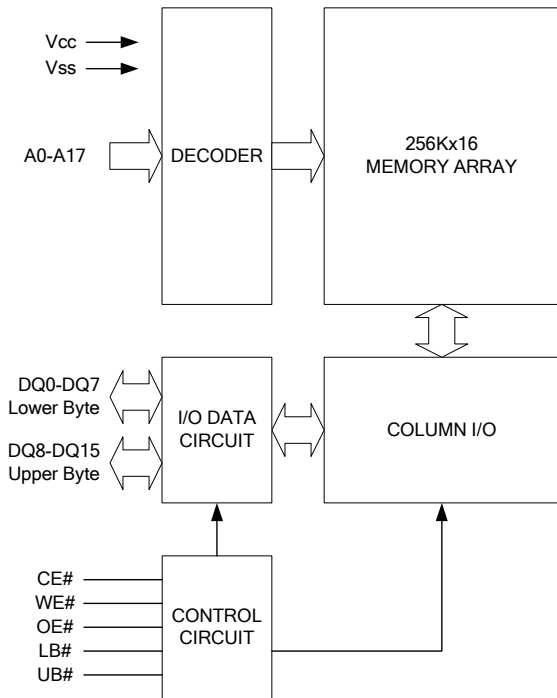 Vcc
Vss
A0-A17
DECODER
256Kx16
MEMORY ARRAY
DQ0-DQ7
Lower Byte
DQ8-DQ15
Upper Byte
I/O DATA
CIRCUIT
COLUMN I/O
CE#
WE#
OE#
LB#
UB#
CONTROL
CIRCUIT